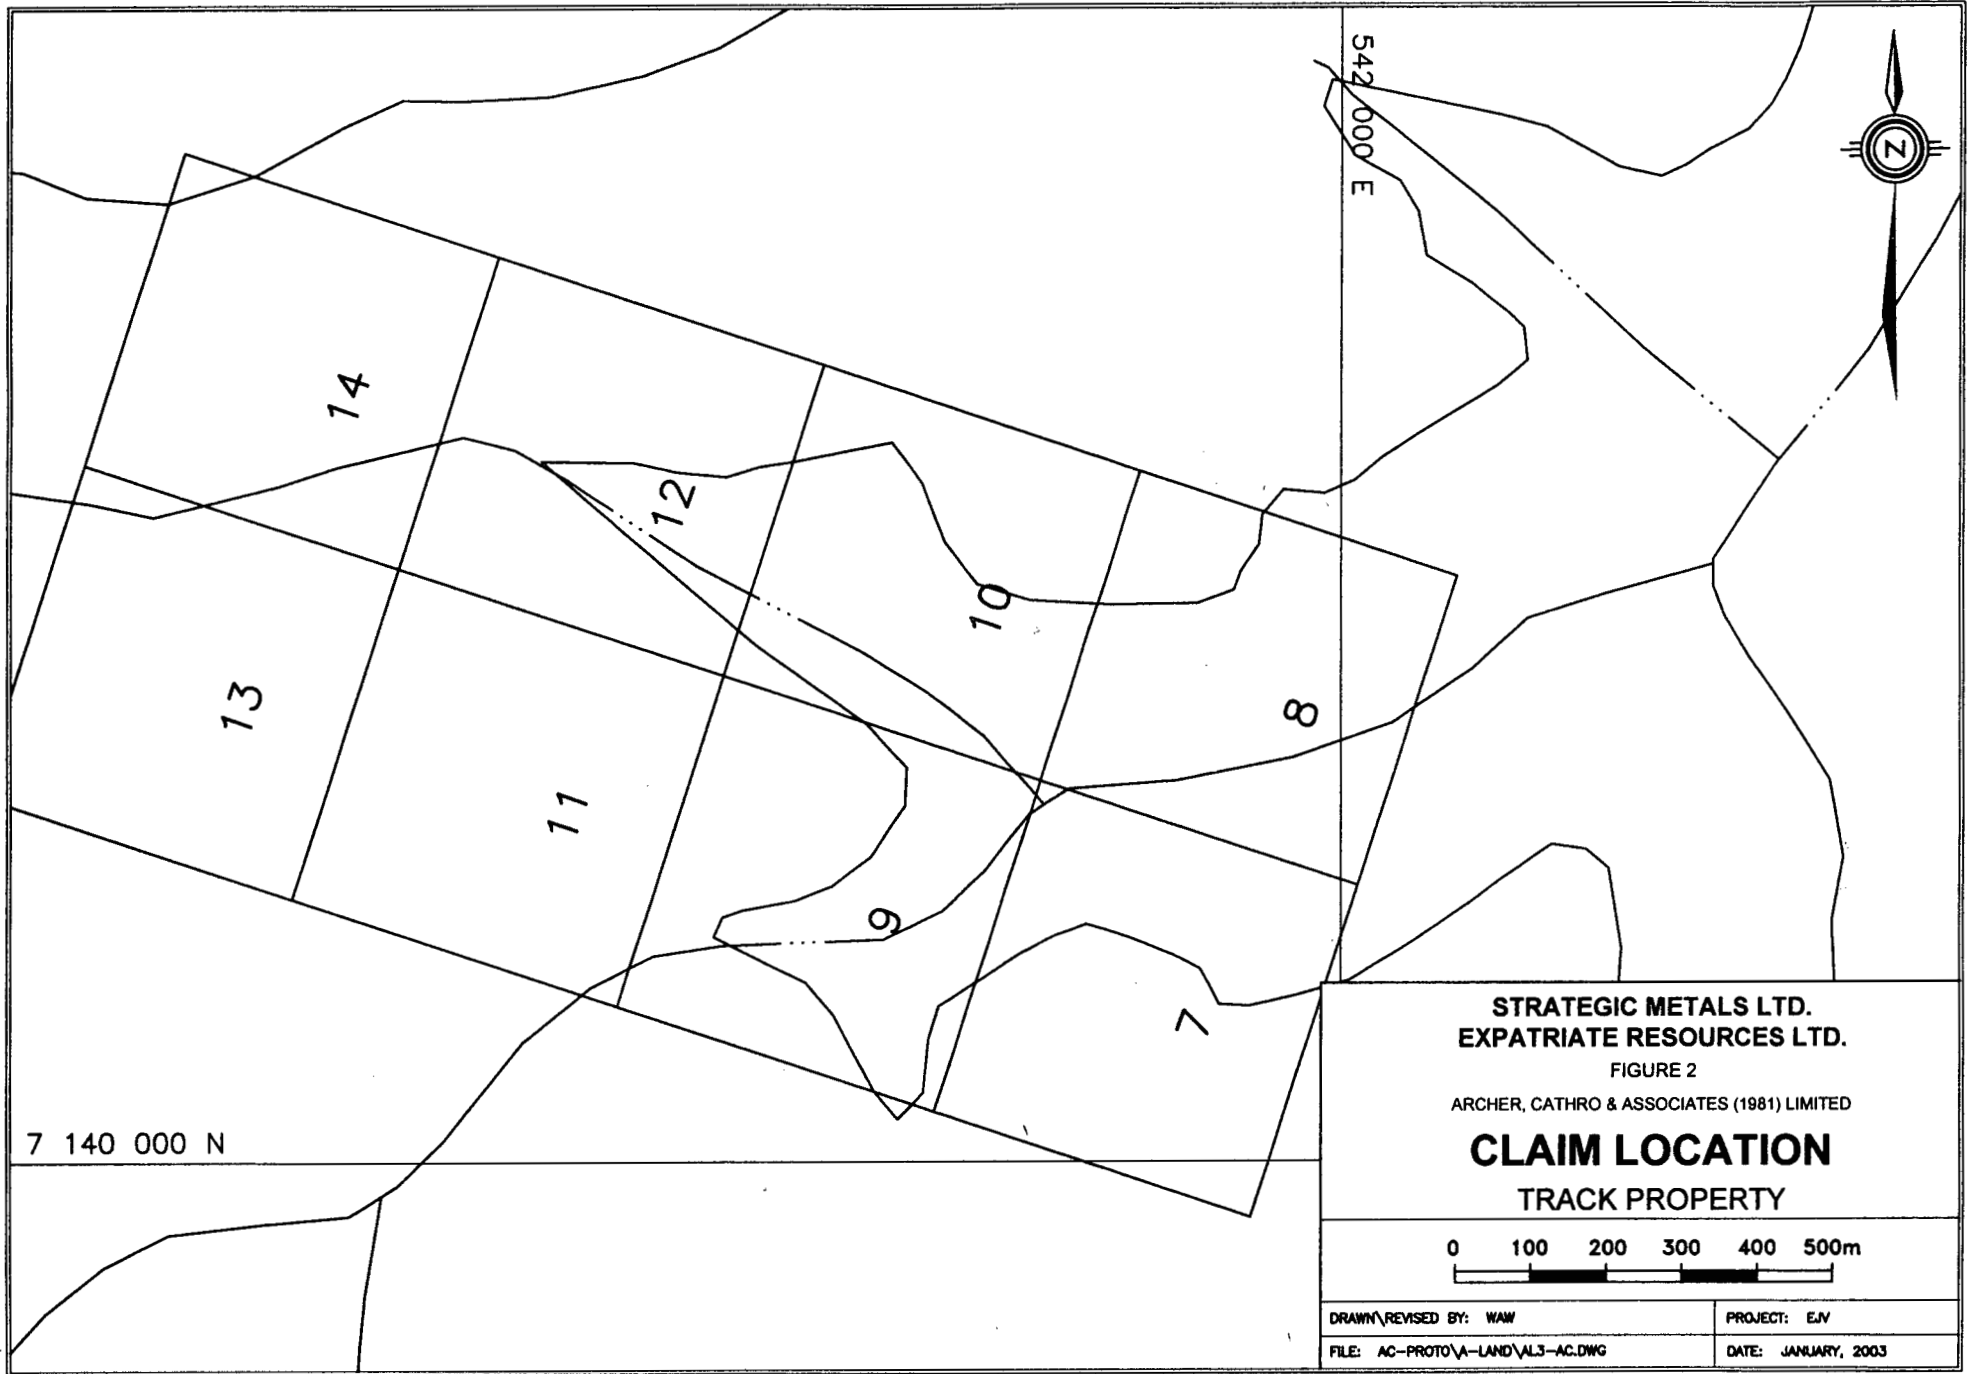 542 000 E
N
14
12
10
8
13
11
9
7
7 140 000 N
STRATEGIC METALS LTD.
EXPATRIATE RESOURCES LTD.
FIGURE 2
ARCHER, CATHRO & ASSOCIATES (1981) LIMITED
CLAIM LOCATION
TRACK PROPERTY
0 100 200 300 400 500m
DRAWN\REVISED BY: WAW
PROJECT: EJV
FILE: AC-PROTO\A-LAND\AL3-AC.DWG
DATE: JANUARY, 2003